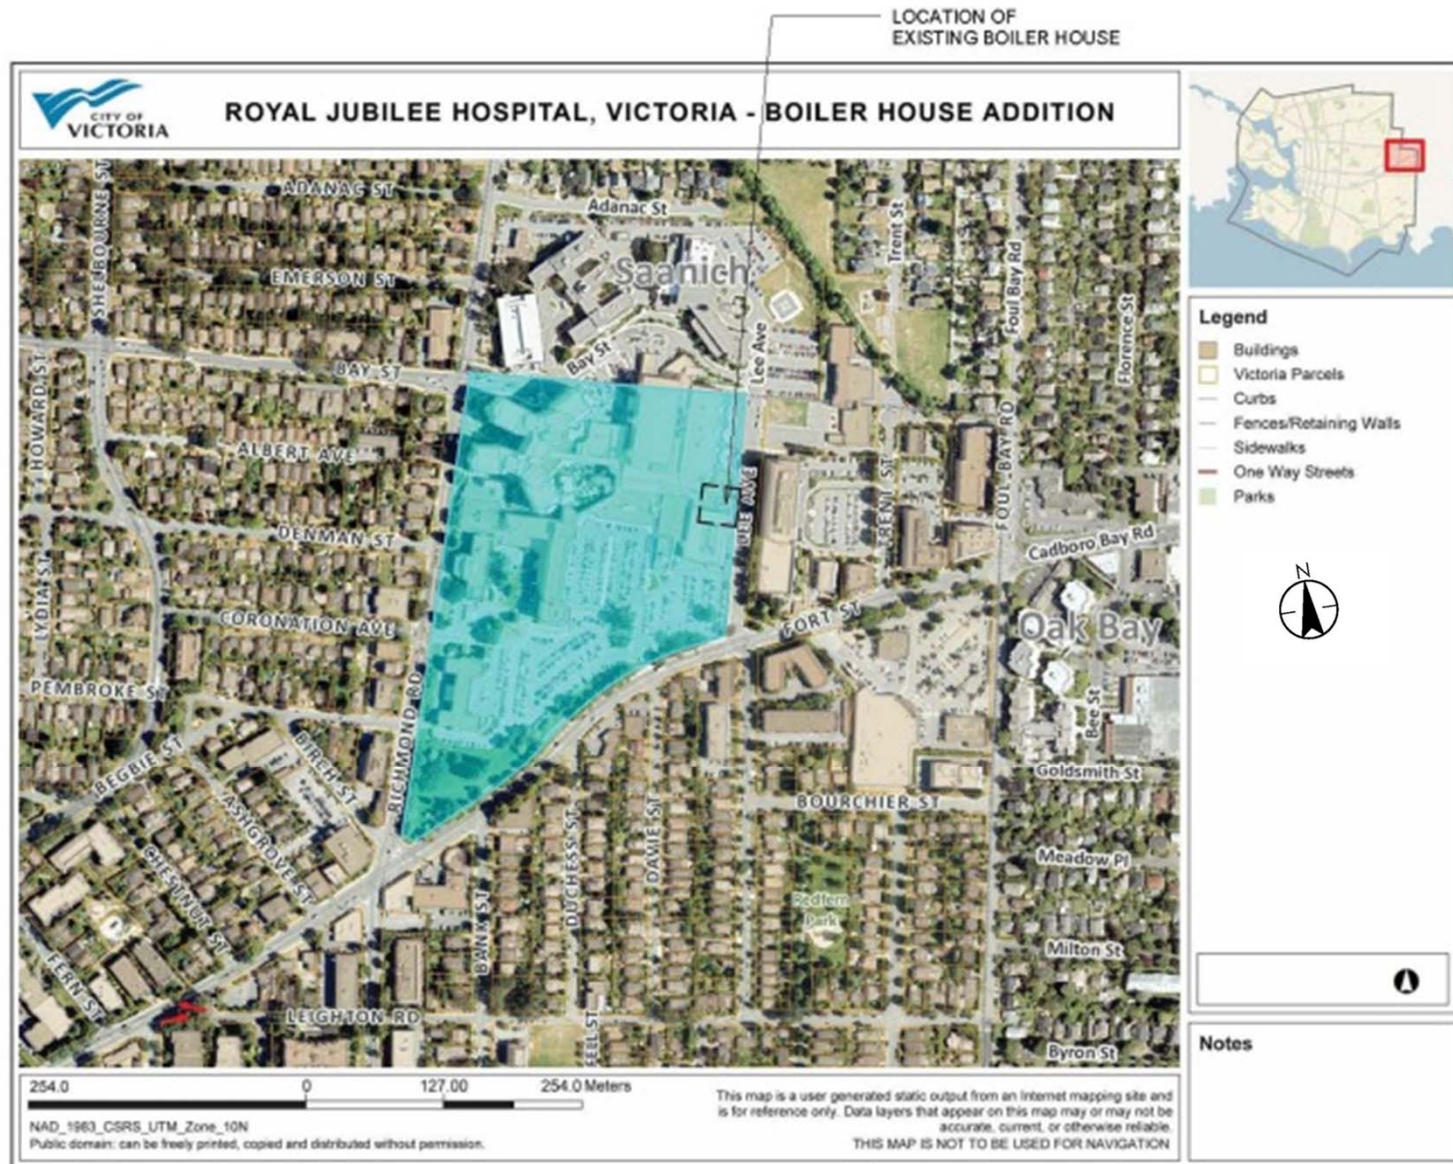 LOCATION OF
EXISTING BOILER HOUSE
CITY OF
VICTORIA
ROYAL JUBILEE HOSPITAL, VICTORIA - BOILER HOUSE ADDITION
ADANAC ST
SHELBOURNE ST
Adanac St
Trent St
EMERSON ST
Saanich
Foul Bay Rd
Florence St
HOWARD ST
BAY ST
Bay St
Lee Ave
ALBERT AVE
LEE AVE
TRENT ST
FOUL BAY RD
DENMAN ST
Cadboro Bay Rd
LYDIA ST
CORONATION AVE
FORT ST
Oak Bay
PEMBROKE ST
RICHMOND RD
Bee St
BEGBIE ST
BIRCH ST
Goldsmith St
ASHGROVE ST
BOURCHIER ST
CHESTNUT ST
DUCHESS ST
DAVIE ST
Meadow Pl
Redfern
Park
BANK ST
Milton St
FERN ST
LEIGHTON RD
Byron St
Legend
Buildings
Victoria Parcels
Curbs
Fences/Retaining Walls
Sidewalks
One Way Streets
Parks
N
Notes
254.0 0 127.00 254.0 Meters
NAD_1983_CSRS_UTM_Zone_10N
Public domain: can be freely printed, copied and distributed without permission.
This map is a user generated static output from an Internet mapping site and
is for reference only. Data layers that appear on this map may or may not be
accurate, current, or otherwise reliable.
THIS MAP IS NOT TO BE USED FOR NAVIGATION